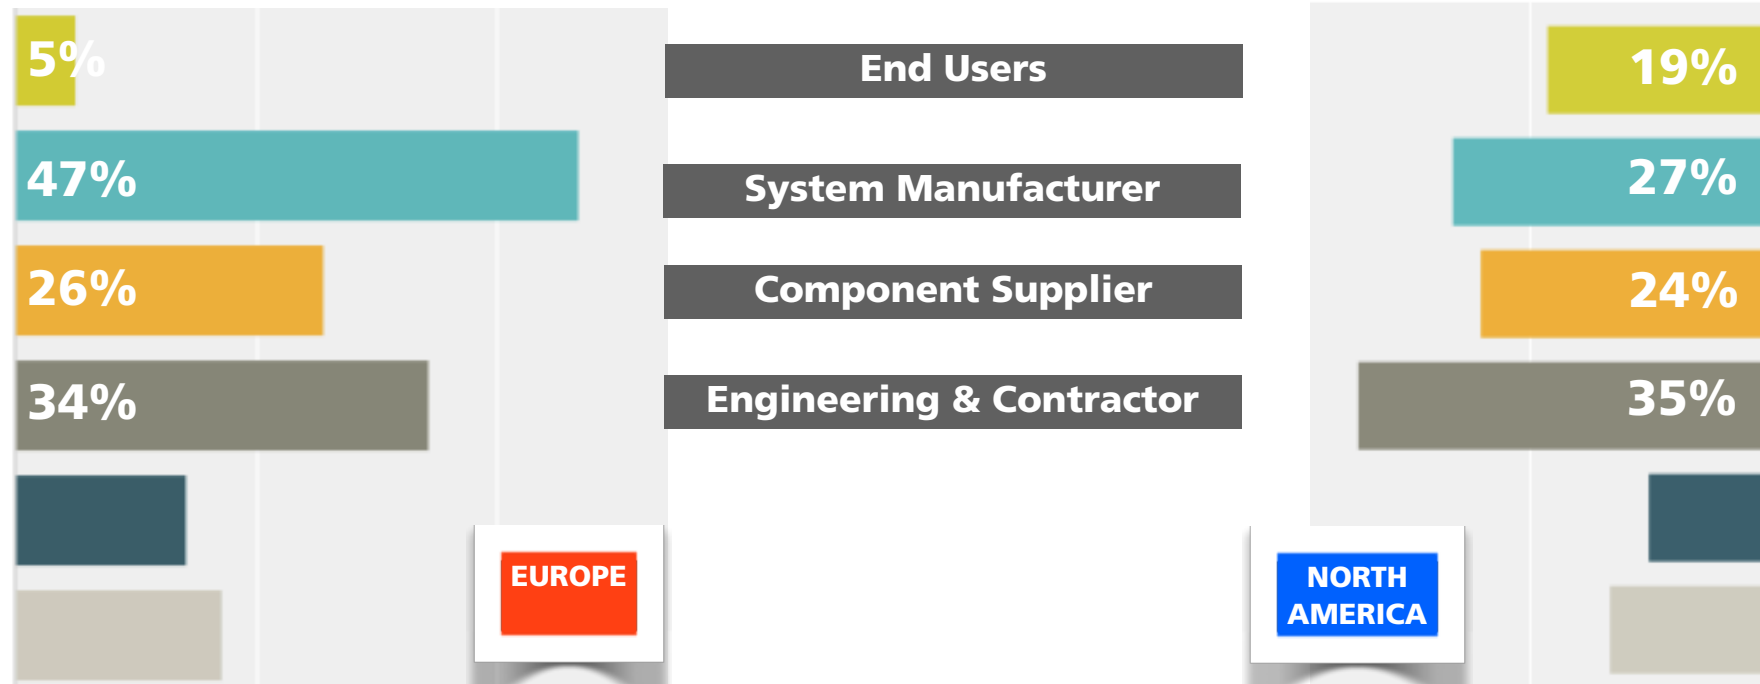 5% End Users 19%
47% System Manufacturer 27%
26% Component Supplier 24%
34% Engineering & Contractor 35%
EUROPE
NORTH
AMERICA